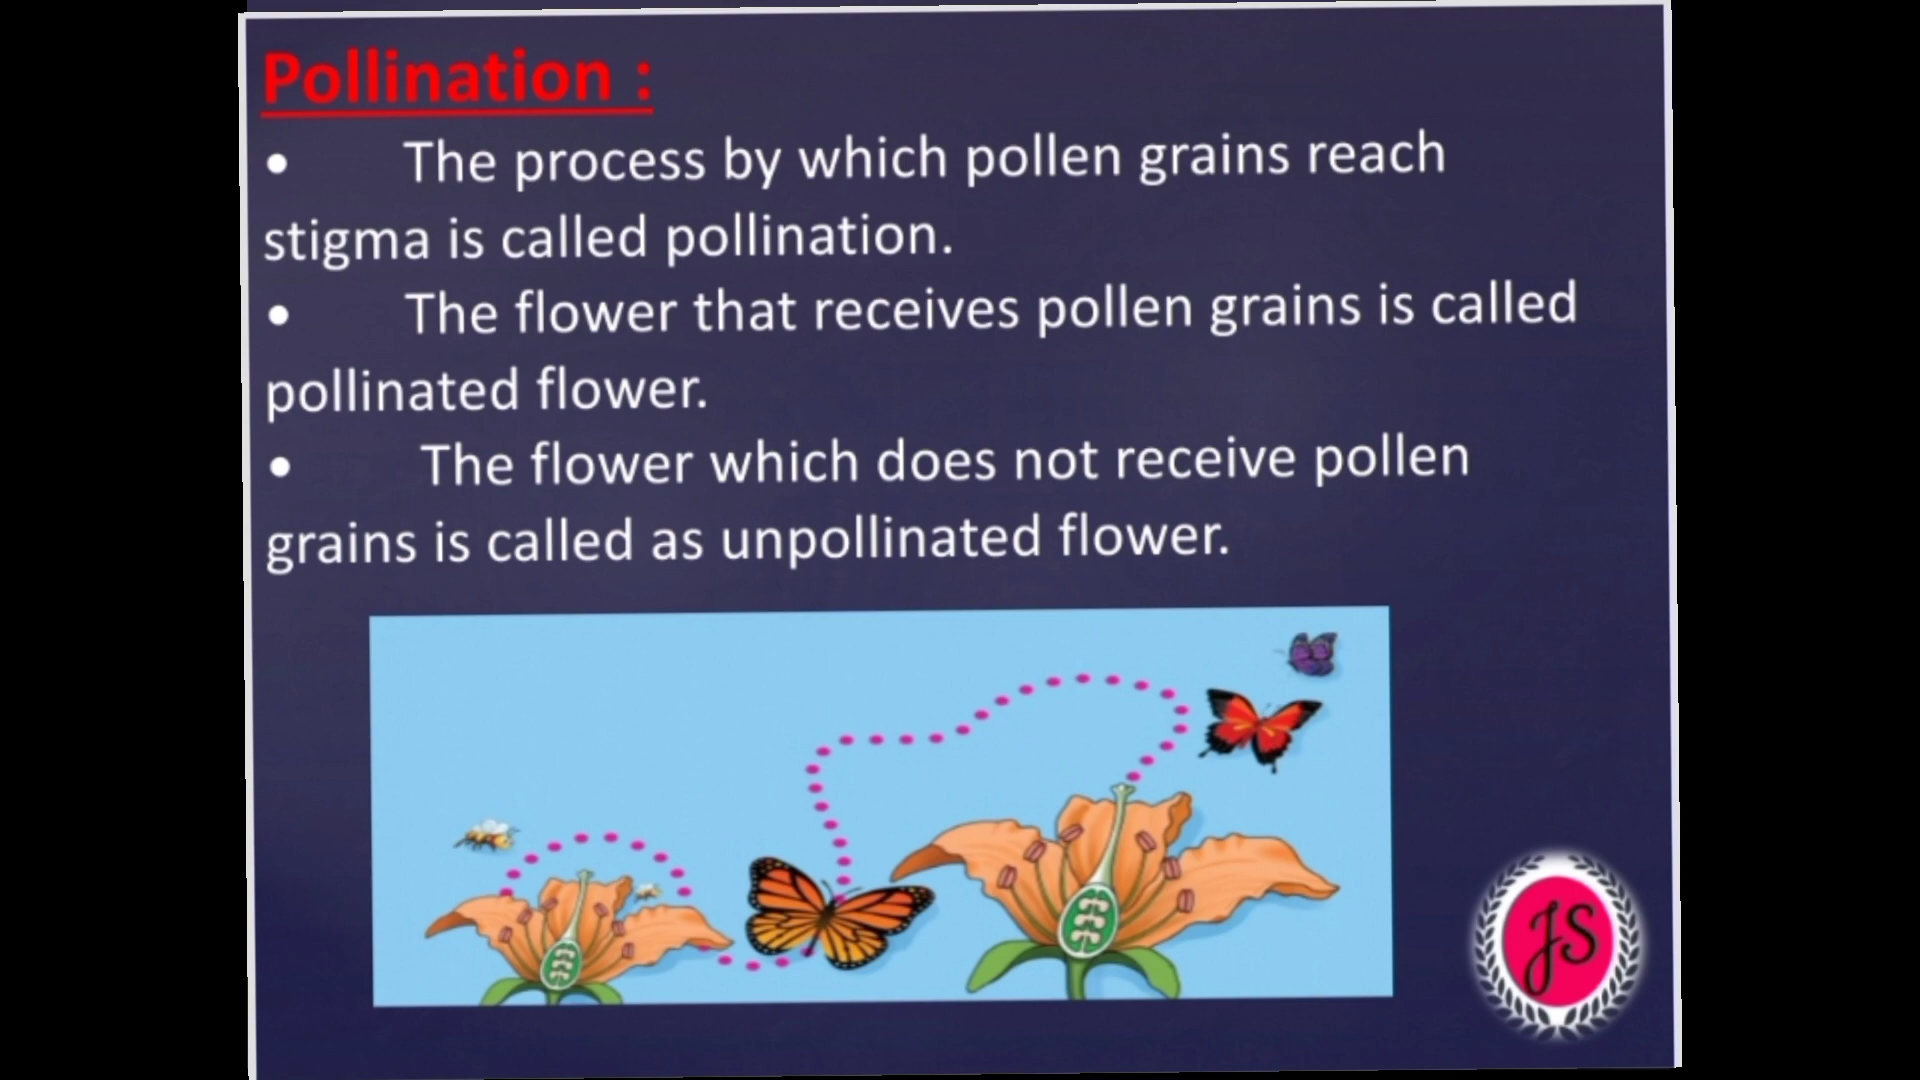 Pollination :
• The process by which pollen grains reach
stigma is called pollination.
• The flower that receives pollen grains is called
pollinated flower.
• The flower which does not receive pollen
grains is called as unpollinated flower.
JS